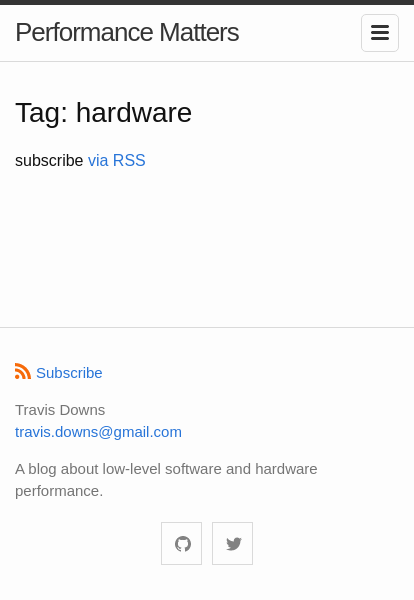 Performance Matters
Tag: hardware
subscribe via RSS
Subscribe
Travis Downs
travis.downs@gmail.com
A blog about low-level software and hardware
performance.